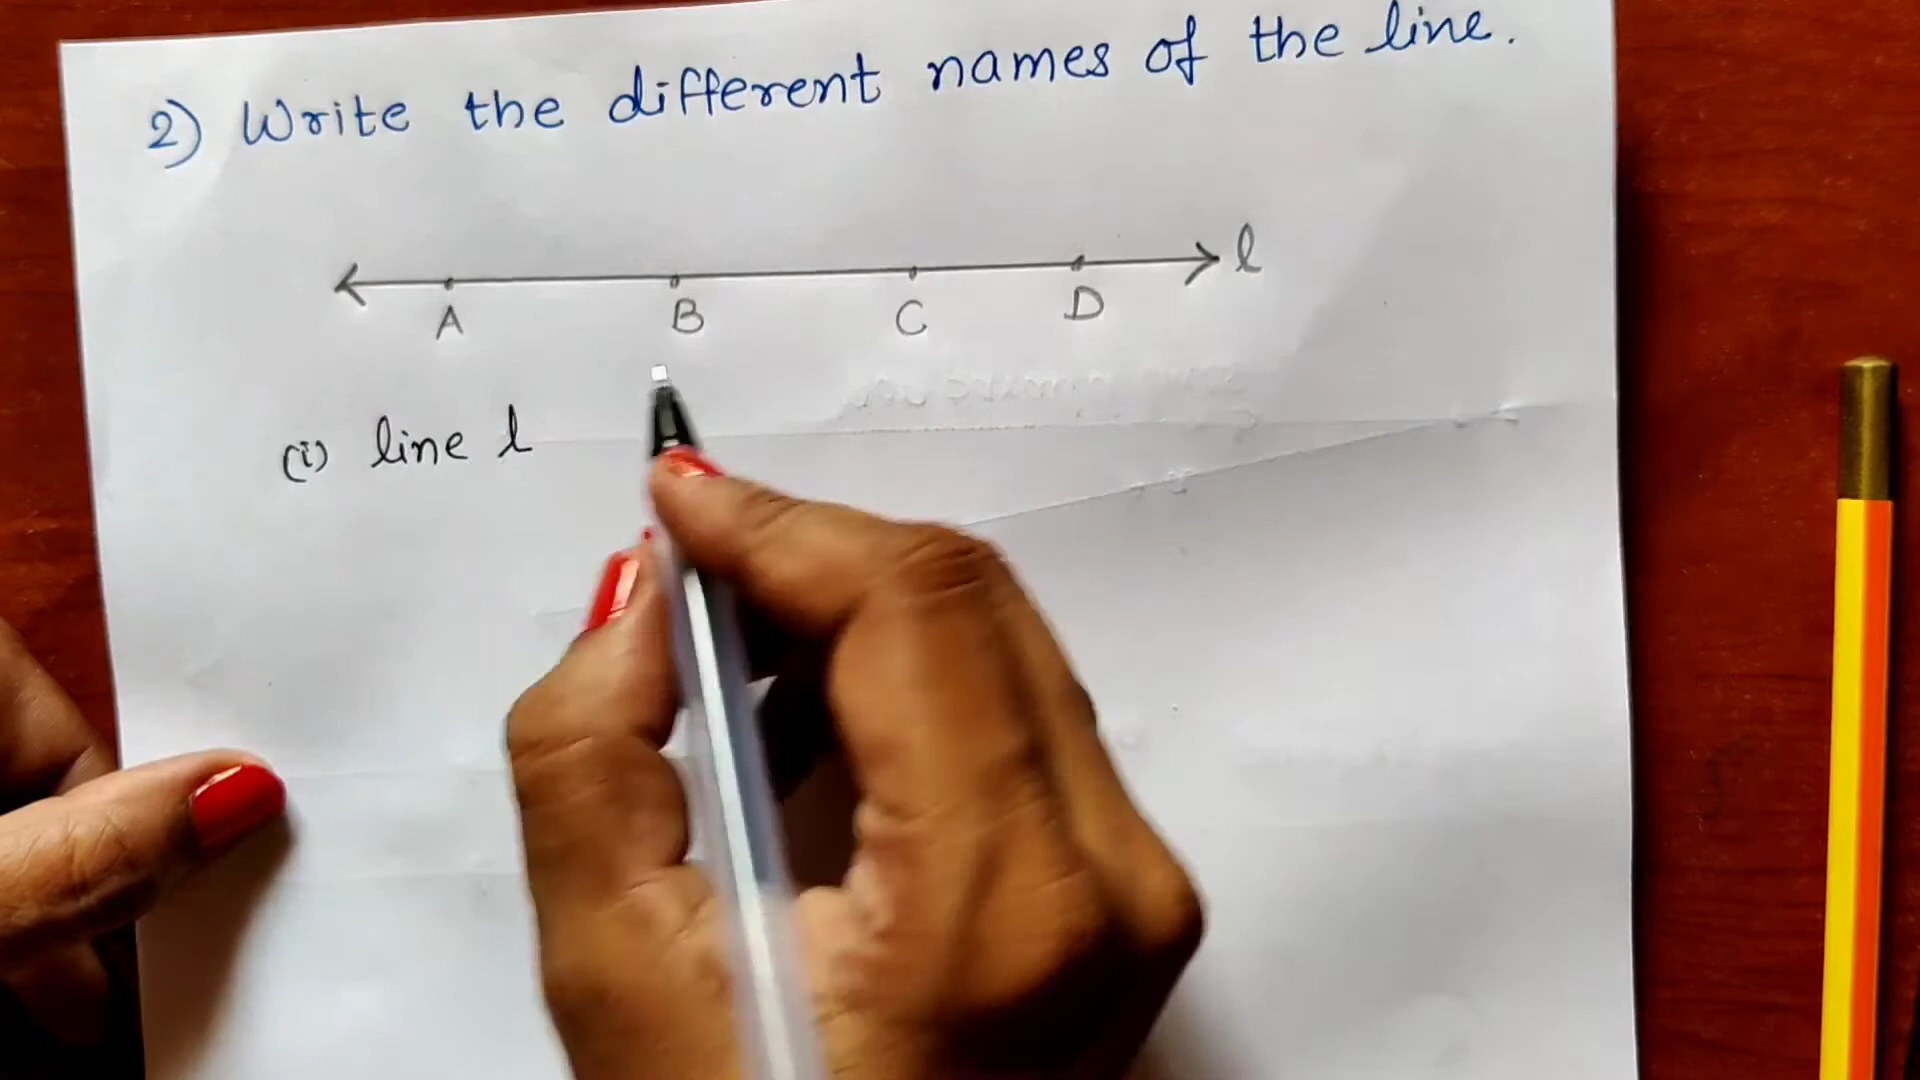 2) Write the different names of the line.
l
A B C D
(i) line l